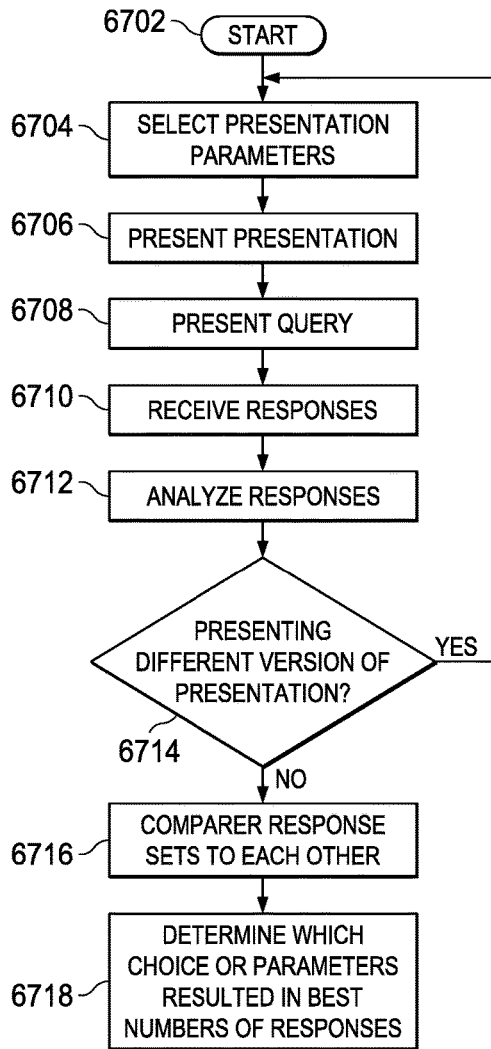 6702
START
6704
SELECT PRESENTATION
PARAMETERS
6706
PRESENT PRESENTATION
6708
PRESENT QUERY
6710
RECEIVE RESPONSES
6712
ANALYZE RESPONSES
PRESENTING
DIFFERENT VERSION OF
PRESENTATION?
YES
6714
NO
6716
COMPARER RESPONSE
SETS TO EACH OTHER
6718
DETERMINE WHICH
CHOICE OR PARAMETERS
RESULTED IN BEST
NUMBERS OF RESPONSES